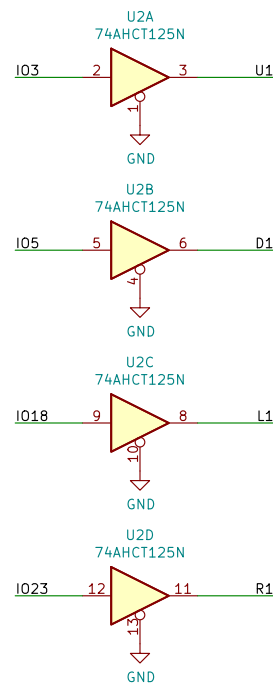 U2A
74AHCT125N
IO3 2 3 U1
1
GND
U2B
74AHCT125N
IO5 5 6 D1
4
GND
U2C
74AHCT125N
IO18 9 8 L1
10
GND
U2D
74AHCT125N
IO23 12 11 R1
13
GND